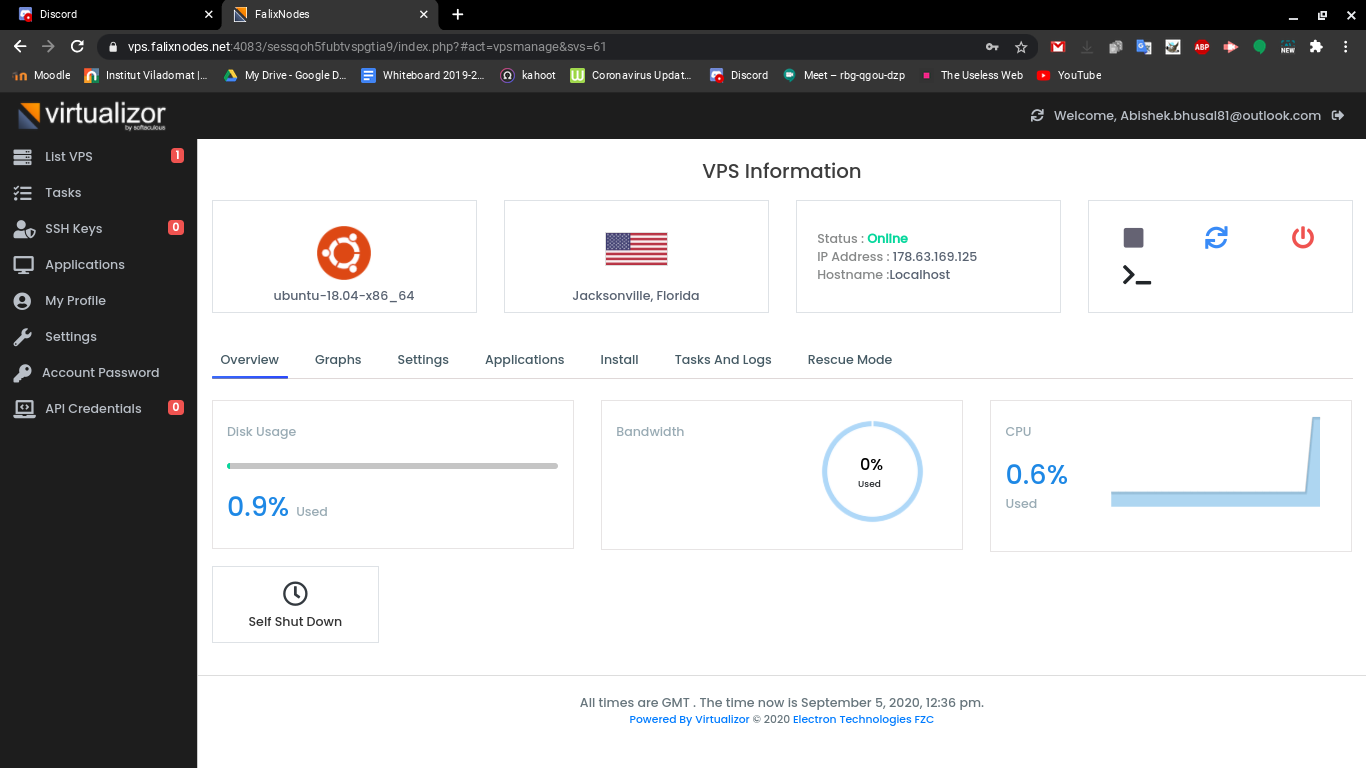 Discord
FalixNodes
vps.falixnodes.net:4083/sessqoh5fubtvspgtia9/index.php?#act=vpsmanage&svs=61
ABP
NEW
Moodle
Institut Viladomat |...
My Drive - Google D...
Whiteboard 2019-2...
kahoot
Coronavirus Updat...
Discord
Meet – rbg-qgou-dzp
The Useless Web
YouTube
virtualizor
by softaculous
Welcome, Abishek.bhusal81@outlook.com
List VPS 1
Tasks
SSH Keys 0
Applications
My Profile
Settings
Account Password
API Credentials 0
VPS Information
ubuntu-18.04-x86_64
Jacksonville, Florida
Status : Online
IP Address : 178.63.169.125
Hostname :Localhost
Overview
Graphs
Settings
Applications
Install
Tasks And Logs
Rescue Mode
Disk Usage
0.9% Used
Bandwidth
0%
Used
CPU
0.6%
Used
Self Shut Down
All times are GMT . The time now is September 5, 2020, 12:36 pm.
Powered By Virtualizor © 2020 Electron Technologies FZC